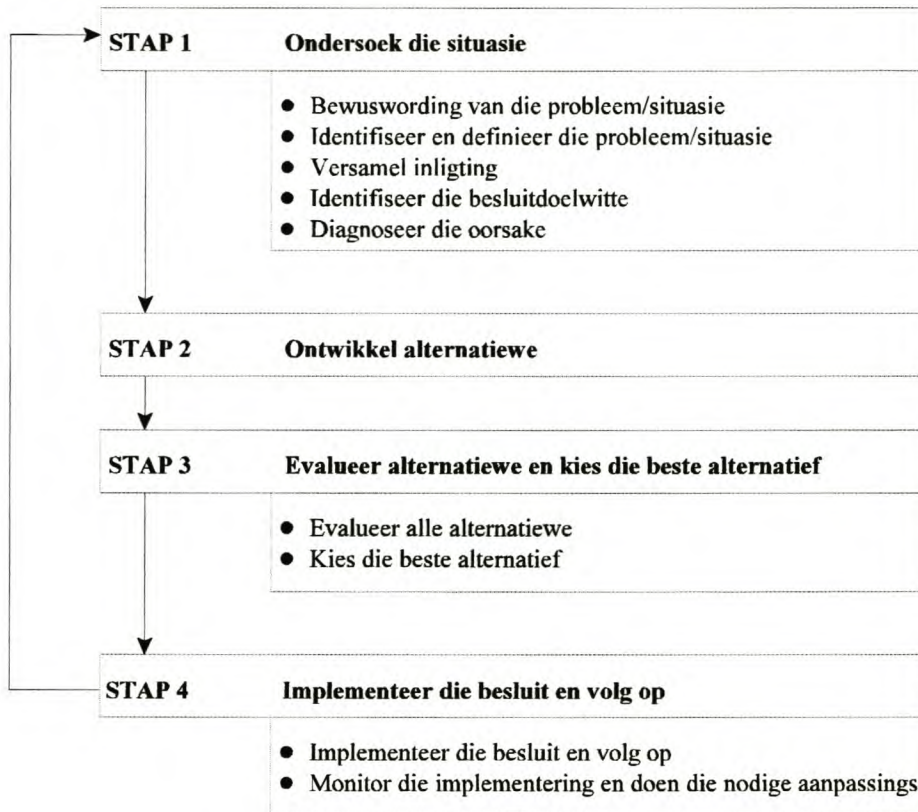 STAP 1 Ondersoek die situasie
● Bewuswording van die probleem/situasie
● Identifiseer en definieer die probleem/situasie
● Versamel inligting
● Identifiseer die besluitdoelwitte
● Diagnoseer die oorsake
STAP 2 Ontwikkel alternatiewe
STAP 3 Evalueer alternatiewe en kies die beste alternatief
● Evalueer alle alternatiewe
● Kies die beste alternatief
STAP 4 Implementeer die besluit en volg op
● Implementeer die besluit en volg op
● Monitor die implementering en doen die nodige aanpassings